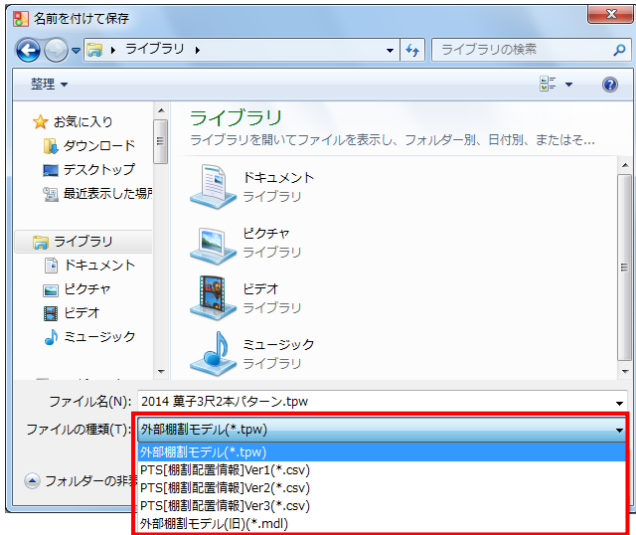 名前を付けて保存
ライブラリ
ライブラリの検索
整理
お気に入り
ダウンロード
デスクトップ
最近表示した場所
ライブラリ
ドキュメント
ピクチャ
ビデオ
ミュージック
ライブラリ
ライブラリを開いてファイルを表示し、フォルダー別、日付別、またはそ...
ドキュメント
ライブラリ
ピクチャ
ライブラリ
ビデオ
ライブラリ
ミュージック
ライブラリ
ファイル名(N): 2014 菓子3尺2本パターン.tpw
ファイルの種類(T): 外部棚割モデル(*.tpw)
外部棚割モデル(*.tpw)
PTS[棚割配置情報]Ver1(*.csv)
PTS[棚割配置情報]Ver2(*.csv)
PTS[棚割配置情報]Ver3(*.csv)
外部棚割モデル(旧)(*.mdl)
フォルダーの非